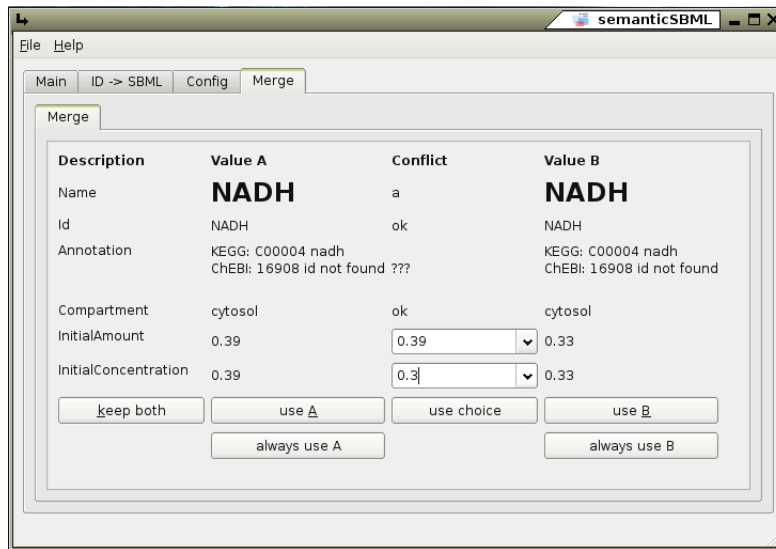 semanticSBML
File Help
Main ID -> SBML Config Merge
Merge
Description Value A Conflict Value B
Name NADH a NADH
Id NADH ok NADH
Annotation KEGG: C00004 nadh KEGG: C00004 nadh
ChEBI: 16908 id not found ??? ChEBI: 16908 id not found
Compartment cytosol ok cytosol
InitialAmount 0.39 0.39 0.33
InitialConcentration 0.39 0.3 0.33
keep both use A use choice use B
always use A always use B